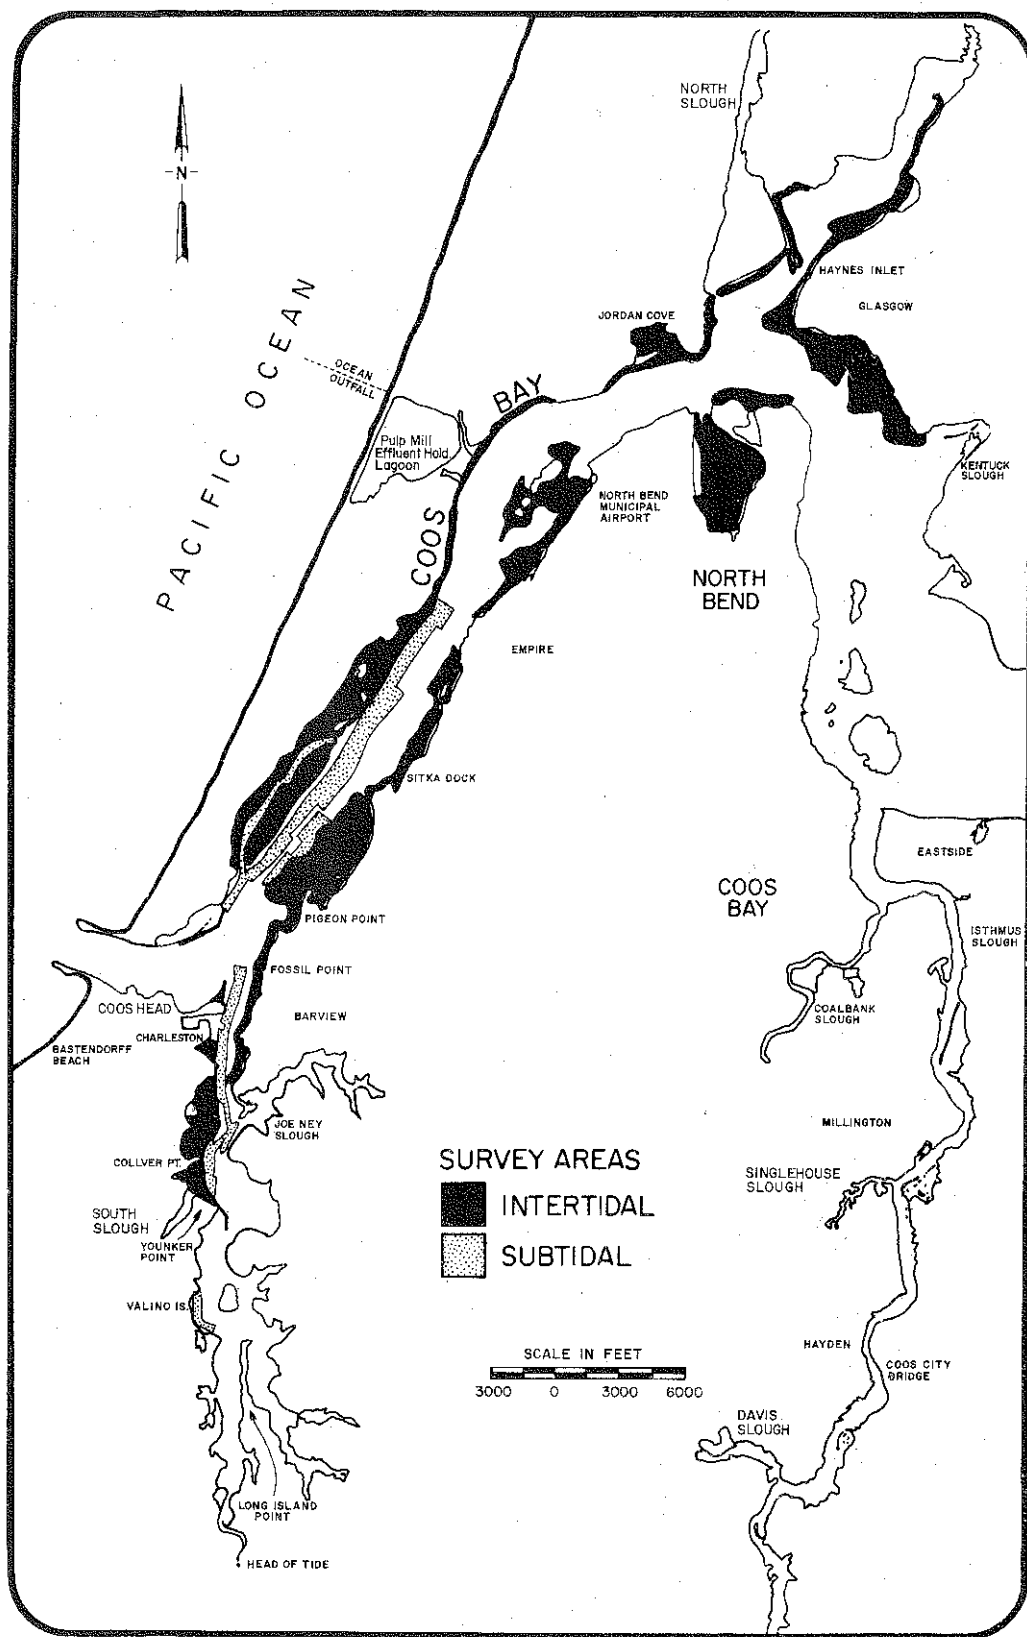 NORTH
SLOUGH
-N-
HAYNES INLET
GLASGOW
JORDAN COVE
PACIFIC OCEAN
OCEAN
OUTFALL
COOS BAY
Pulp Mill
Effluent Hold.
Lagoon
KENTUCK
SLOUGH
NORTH BEND
MUNICIPAL
AIRPORT
NORTH
BEND
EMPIRE
SITKA DOCK
EASTSIDE
COOS
BAY
PIGEON POINT
ISTHMUS
SLOUGH
FOSSIL POINT
COOS HEAD
BARVIEW
COALBANK
SLOUGH
CHARLESTON
BASTENDORFF
BEACH
JOE NEY
SLOUGH
MILLINGTON
COLLVER PT.
SURVEY AREAS
INTERTIDAL
SUBTIDAL
SINGLEHOUSE
SLOUGH
SOUTH
SLOUGH
YOUNKER
POINT
VALINO IS.
HAYDEN
COOS CITY
BRIDGE
SCALE IN FEET
3000 0 3000 6000
DAVIS
SLOUGH
LONG ISLAND
POINT
HEAD OF TIDE